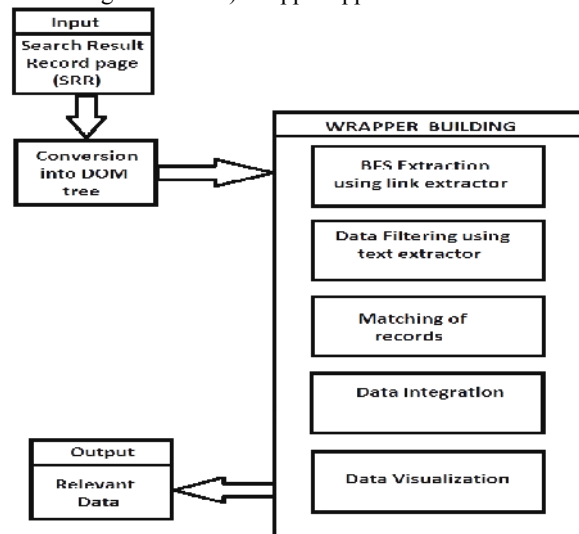 Input
Search Result
Record page
(SRR)
Conversion
into DOM
tree
WRAPPER BUILDING
BFS Extraction
using link extractor
Data Filtering using
text extractor
Matching of
records
Data Integration
Data Visualization
Output
Relevant
Data